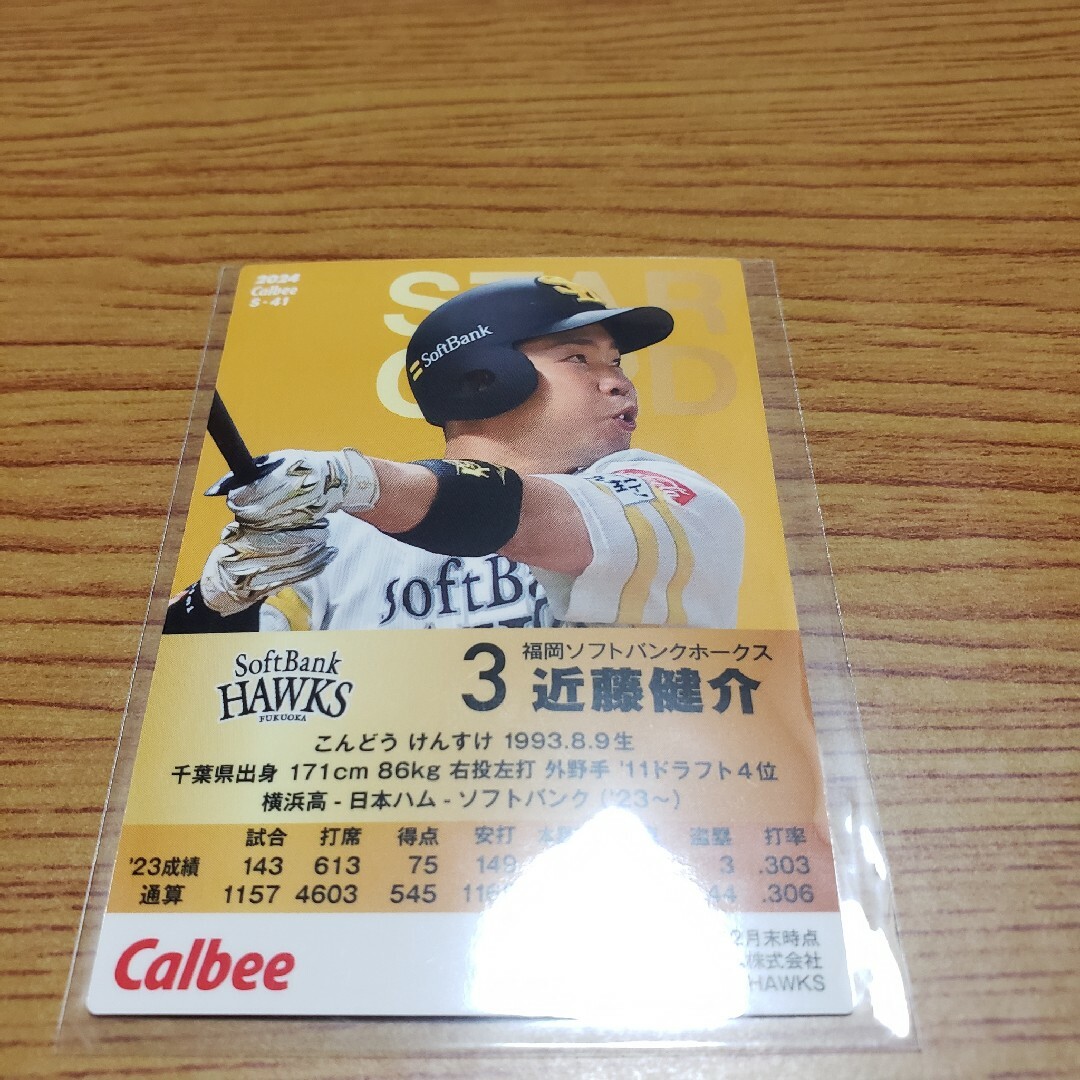 2024
Calbee
S-41
STAR
SoftBank
SoftB
SoftBank
HAWKS
FUKUOKA
3
福岡ソフトバンクホークス
近藤健介
こんどう けんすけ 1993.8.9生
千葉県出身 171cm 86kg 右投左打 外野手 '11ドラフト4位
横浜高 - 日本ハム - ソフトバンク ('23〜)
試合 打席 得点 安打 盗塁 打率
'23成績 143 613 75 149 3 .303
通算 1157 4603 545 44 .306
2月末時点
株式会社
HAWKS
Calbee